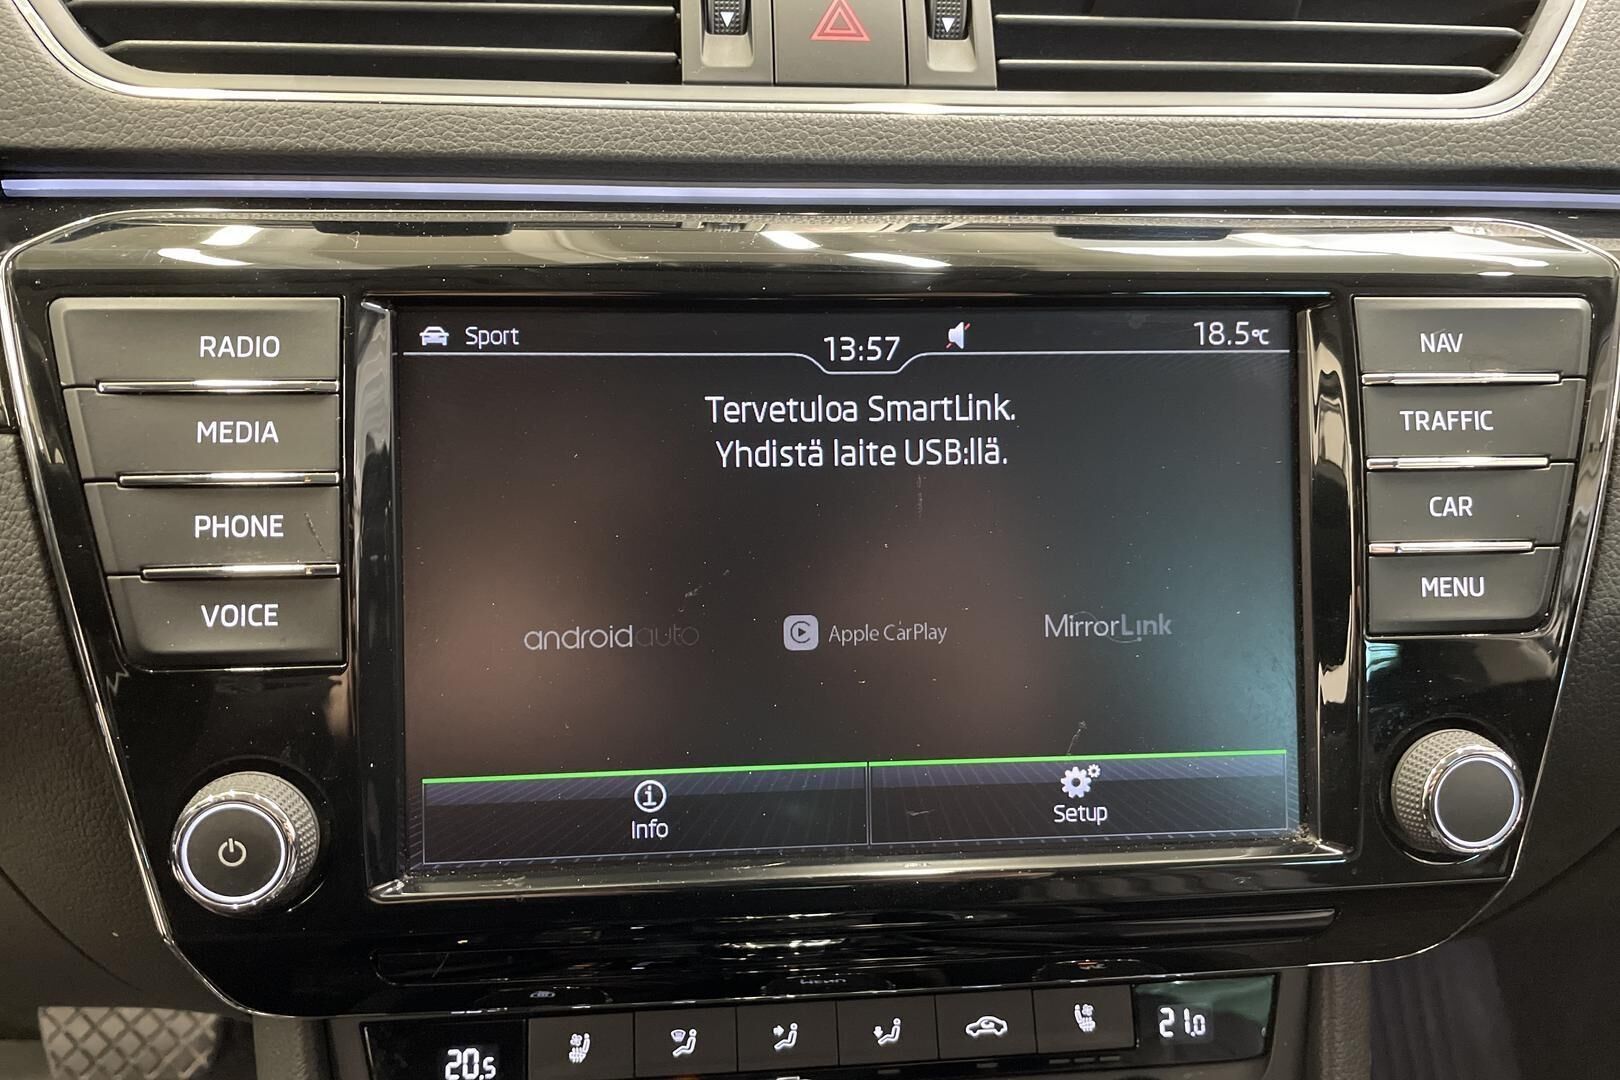 RADIO
MEDIA
PHONE
VOICE
Sport
13:57
18.5°C
Tervetuloa SmartLink.
Yhdistä laite USB:llä.
androidauto
Apple CarPlay
MirrorLink
Info
Setup
NAV
TRAFFIC
CAR
MENU
MENU
20.5
21.0